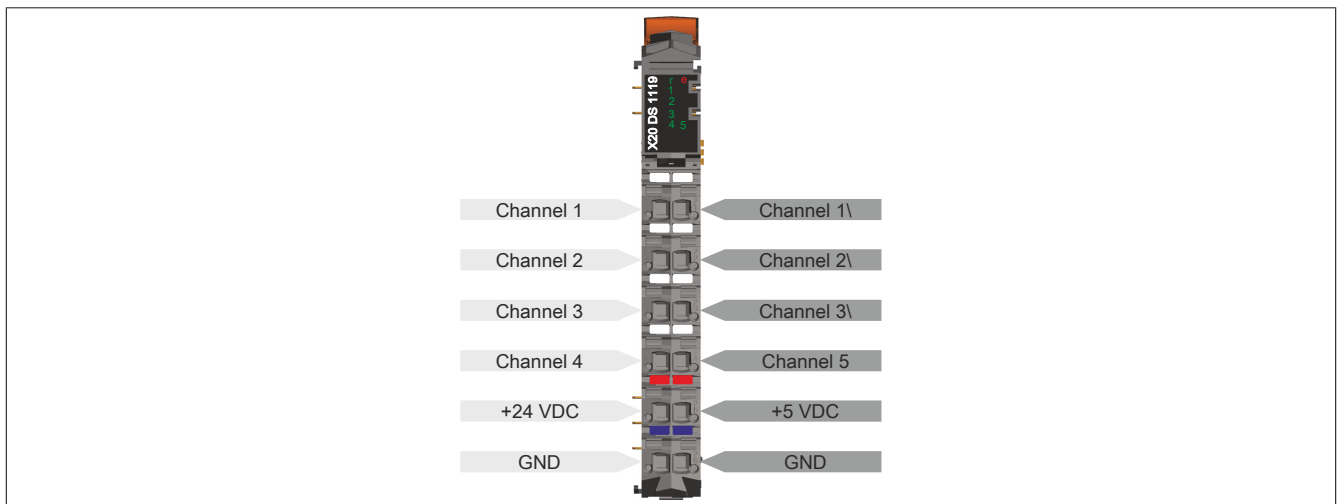 X20 DS 1119
r e
1
2
3
4 5
Channel 1 Channel 1\
Channel 2 Channel 2\
Channel 3 Channel 3\
Channel 4 Channel 5
+24 VDC +5 VDC
GND GND